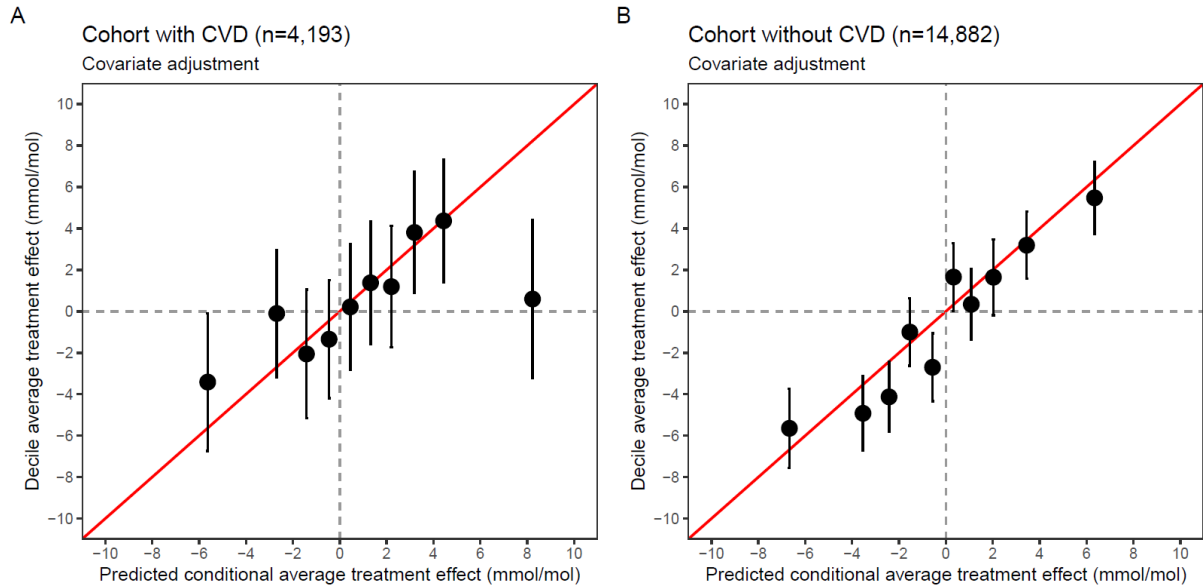 A
Cohort with CVD (n=4,193)
Covariate adjustment
Decile average treatment effect (mmol/mol)
10
8
6
4
2
0
−2
−4
−6
−8
−10
−10 −8 −6 −4 −2 0 2 4 6 8 10
Predicted conditional average treatment effect (mmol/mol)
B
Cohort without CVD (n=14,882)
Covariate adjustment
Decile average treatment effect (mmol/mol)
10
8
6
4
2
0
−2
−4
−6
−8
−10
−10 −8 −6 −4 −2 0 2 4 6 8 10
Predicted conditional average treatment effect (mmol/mol)